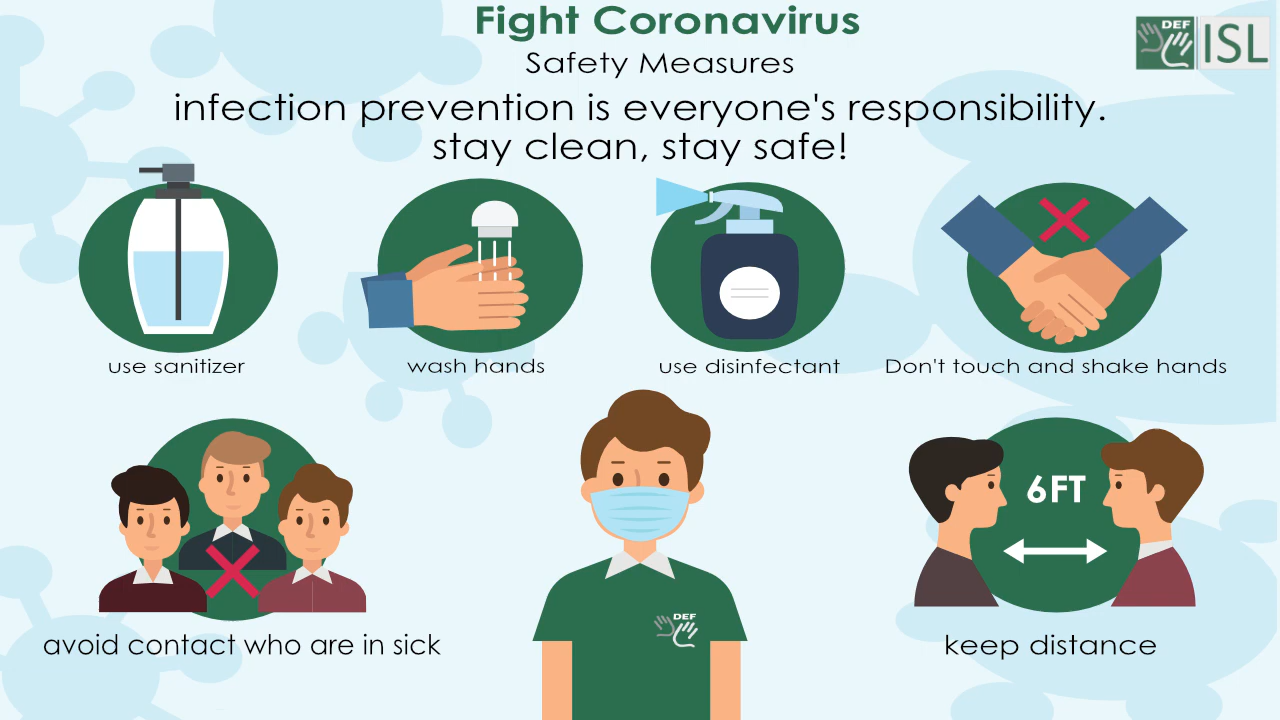 Fight Coronavirus
DEF
ISL
Safety Measures
infection prevention is everyone's responsibility.
stay clean, stay safe!
use sanitizer
wash hands
use disinfectant
Don't touch and shake hands
6FT
DEF
avoid contact who are in sick
keep distance